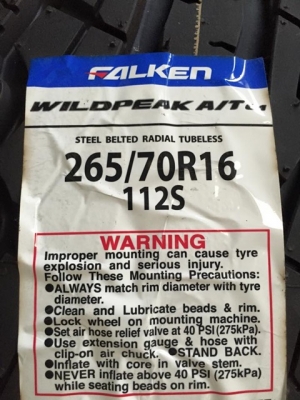 FALKEN
WILDPEAK A/T
STEEL BELTED RADIAL TUBELESS
265/70R16
112S
WARNING
Improper mounting can cause tyre
explosion and serious injury.
Follow These Mounting Precautions:
●ALWAYS match rim diameter with tyre
diameter.
●Clean and Lubricate beads & rim.
●Lock wheel on mounting machine.
●Set air hose relief valve at 40 PSI (275kPa).
●Use extension gauge & hose with
clip-on air chuck. ●STAND BACK.
●Inflate with core in valve stem.
●NEVER inflate above 40 PSI(275kPa)
while seating beads on rim.